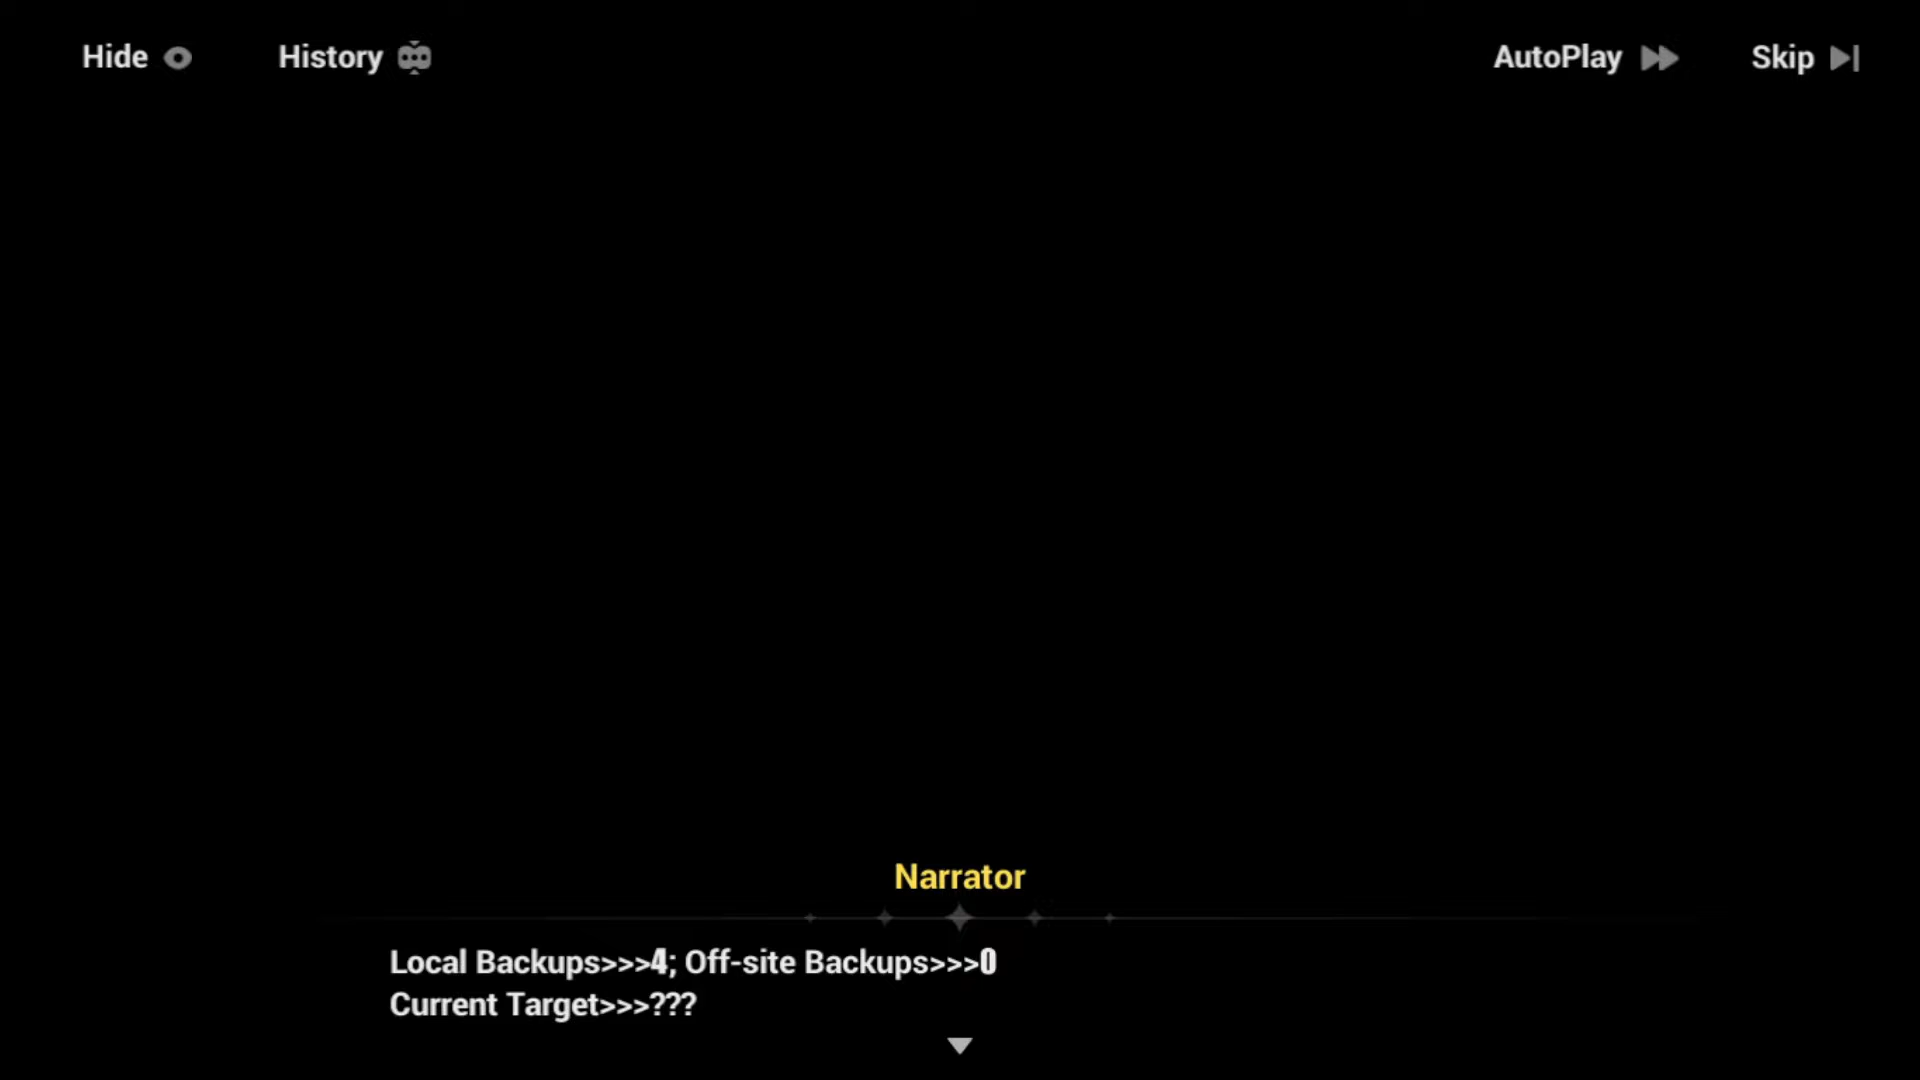 Hide
History
AutoPlay
Skip
Narrator
Local Backups>>>4; Off-site Backups>>>0
Current Target>>>???